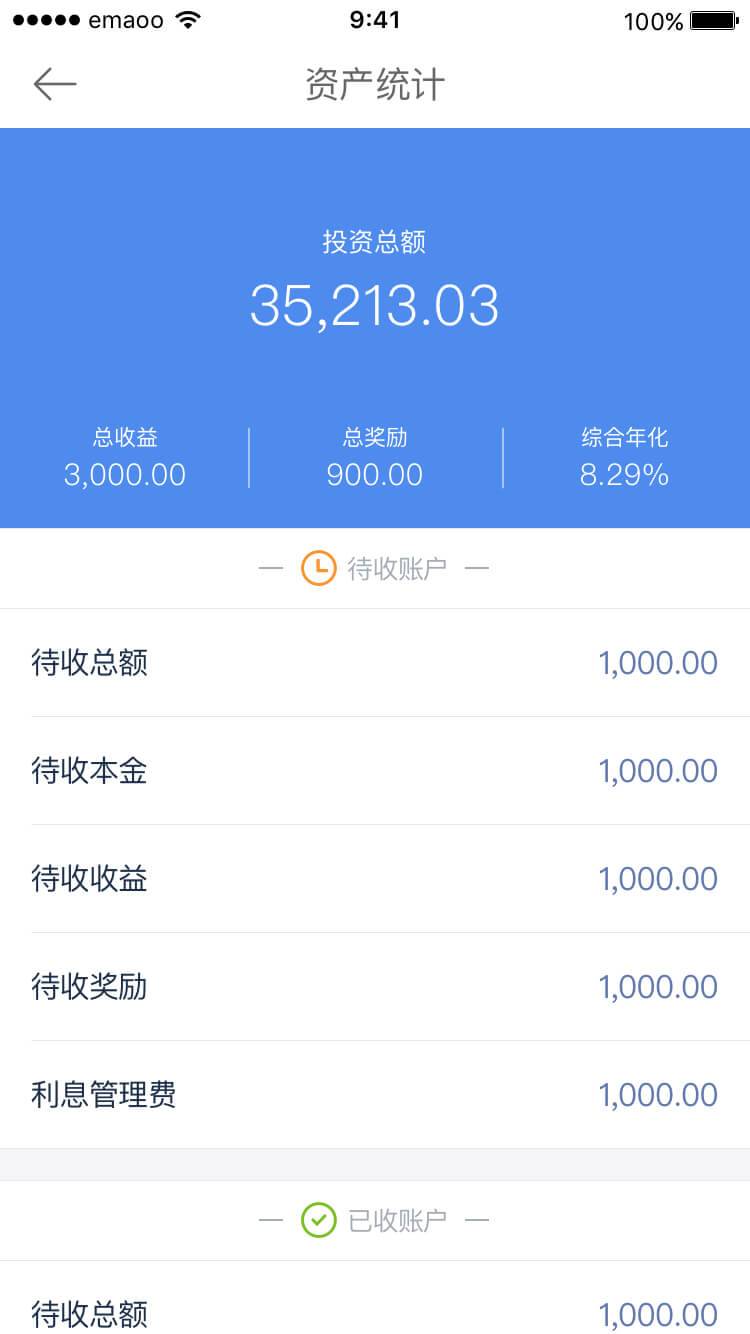 emaoo 9:41 100%
资产统计
投资总额
35,213.03
总收益 总奖励 综合年化
3,000.00 900.00 8.29%
待收账户
待收总额 1,000.00
待收本金 1,000.00
待收收益 1,000.00
待收奖励 1,000.00
利息管理费 1,000.00
已收账户
待收总额 1,000.00